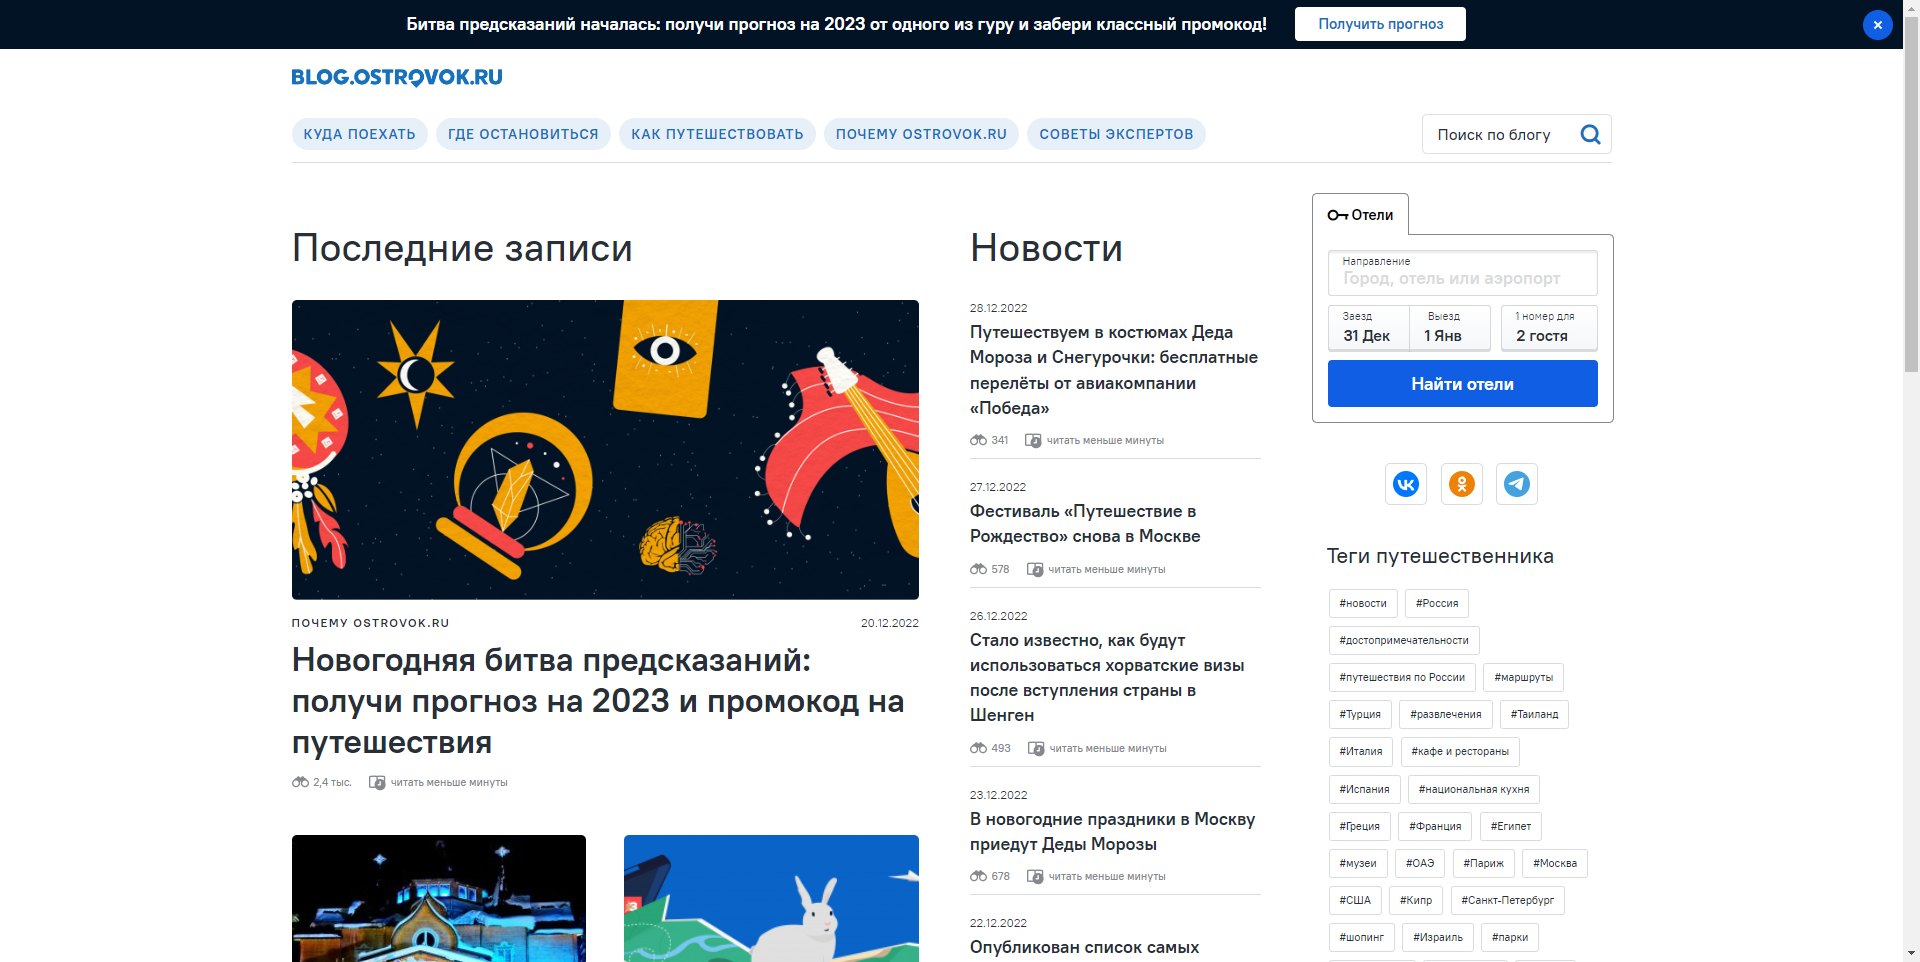 Битва предсказаний началась: получи прогноз на 2023 от одного из гуру и забери классный промокод!
Получить прогноз
BLOG.OSTROVOK.RU
КУДА ПОЕХАТЬ
ГДЕ ОСТАНОВИТЬСЯ
КАК ПУТЕШЕСТВОВАТЬ
ПОЧЕМУ OSTROVOK.RU
СОВЕТЫ ЭКСПЕРТОВ
Поиск по блогу
Последние записи
ПОЧЕМУ OSTROVOK.RU
20.12.2022
Новогодняя битва предсказаний:
получи прогноз на 2023 и промокод на
путешествия
2,4 тыс.
читать меньше минуты
3
Новости
28.12.2022
Путешествуем в костюмах Деда
Мороза и Снегурочки: бесплатные
перелёты от авиакомпании
«Победа»
341
читать меньше минуты
27.12.2022
Фестиваль «Путешествие в
Рождество» снова в Москве
578
читать меньше минуты
26.12.2022
Стало известно, как будут
использоваться хорватские визы
после вступления страны в
Шенген
493
читать меньше минуты
23.12.2022
В новогодние праздники в Москву
приедут Деды Морозы
678
читать меньше минуты
22.12.2022
Опубликован список самых
Отели
Направление
Город, отель или аэропорт
Заезд
31 Дек
Выезд
1 Янв
1 номер для
2 гостя
Найти отели
Теги путешественника
#новости #Россия
#достопримечательности
#путешествия по России #маршруты
#Турция #развлечения #Таиланд
#Италия #кафе и рестораны
#Испания #национальная кухня
#Греция #Франция #Египет
#музеи #ОАЭ #Париж #Москва
#США #Кипр #Санкт-Петербург
#шопинг #Израиль #парки